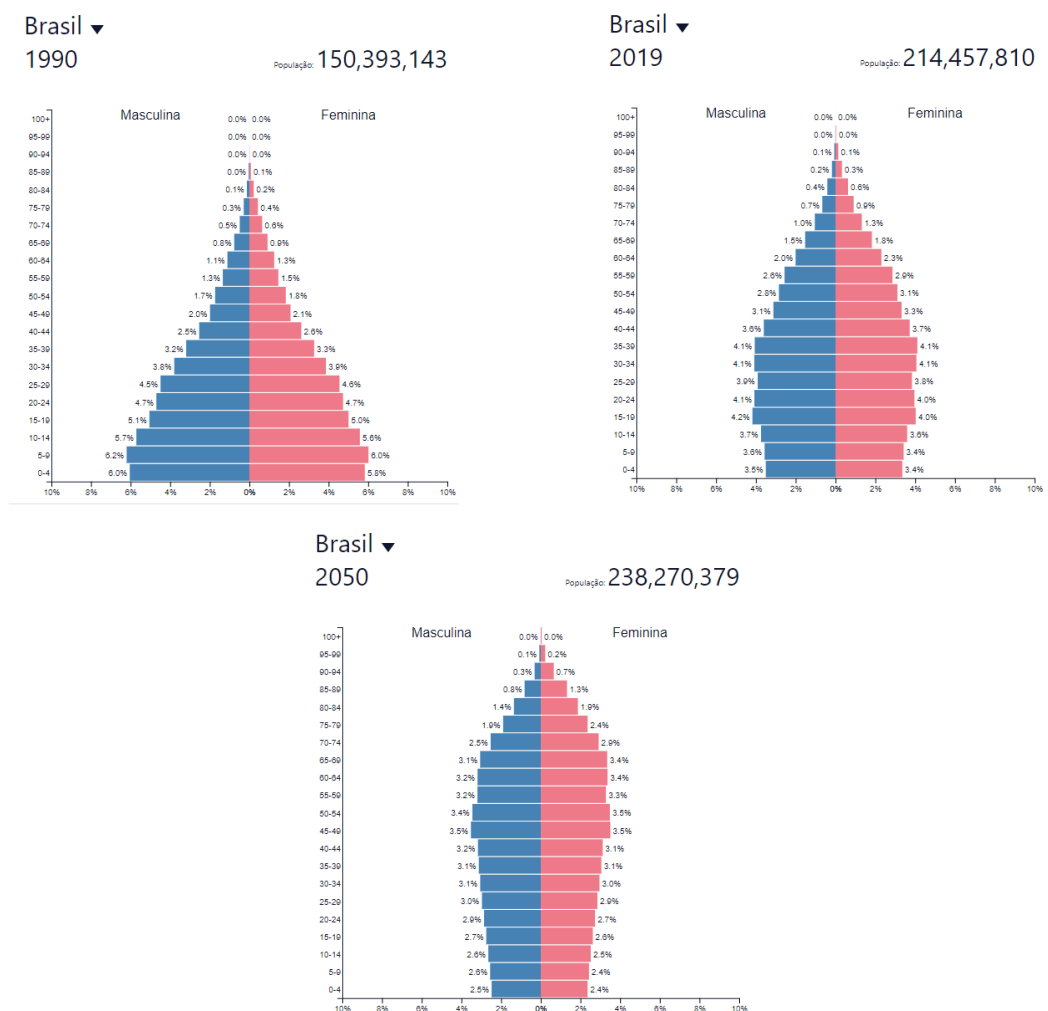 Brasil
1990
População: 150,393,143
Masculina
Feminina
100+ 0.0% 0.0%
95-99 0.0% 0.0%
90-94 0.0% 0.0%
85-89 0.0% 0.1%
80-84 0.1% 0.2%
75-79 0.3% 0.4%
70-74 0.5% 0.6%
65-69 0.8% 0.9%
60-64 1.1% 1.3%
55-59 1.3% 1.5%
50-54 1.7% 1.8%
45-49 2.0% 2.1%
40-44 2.5% 2.6%
35-39 3.2% 3.3%
30-34 3.8% 3.9%
25-29 4.5% 4.6%
20-24 4.7% 4.7%
15-19 5.1% 5.0%
10-14 5.7% 5.6%
5-9 6.2% 6.0%
0-4 6.0% 5.8%
10% 8% 6% 4% 2% 0% 2% 4% 6% 8% 10%
Brasil
2019
População: 214,457,810
Masculina
Feminina
100+ 0.0% 0.0%
95-99 0.0% 0.0%
90-94 0.1% 0.1%
85-89 0.2% 0.3%
80-84 0.4% 0.6%
75-79 0.7% 0.9%
70-74 1.0% 1.3%
65-69 1.5% 1.8%
60-64 2.0% 2.3%
55-59 2.6% 2.9%
50-54 2.8% 3.1%
45-49 3.1% 3.3%
40-44 3.6% 3.7%
35-39 4.1% 4.1%
30-34 4.1% 4.1%
25-29 3.9% 3.8%
20-24 4.1% 4.0%
15-19 4.2% 4.0%
10-14 3.7% 3.6%
5-9 3.6% 3.4%
0-4 3.5% 3.4%
10% 8% 6% 4% 2% 0% 2% 4% 6% 8% 10%
Brasil
2050
População: 238,270,379
Masculina
Feminina
100+ 0.0% 0.0%
95-99 0.1% 0.2%
90-94 0.3% 0.7%
85-89 0.8% 1.3%
80-84 1.4% 1.9%
75-79 1.9% 2.4%
70-74 2.5% 2.9%
65-69 3.1% 3.4%
60-64 3.2% 3.4%
55-59 3.2% 3.3%
50-54 3.4% 3.5%
45-49 3.5% 3.5%
40-44 3.2% 3.1%
35-39 3.1% 3.1%
30-34 3.1% 3.0%
25-29 3.0% 2.9%
20-24 2.9% 2.7%
15-19 2.7% 2.6%
10-14 2.6% 2.5%
5-9 2.6% 2.4%
0-4 2.5% 2.4%
10% 8% 6% 4% 2% 0% 2% 4% 6% 8% 10%